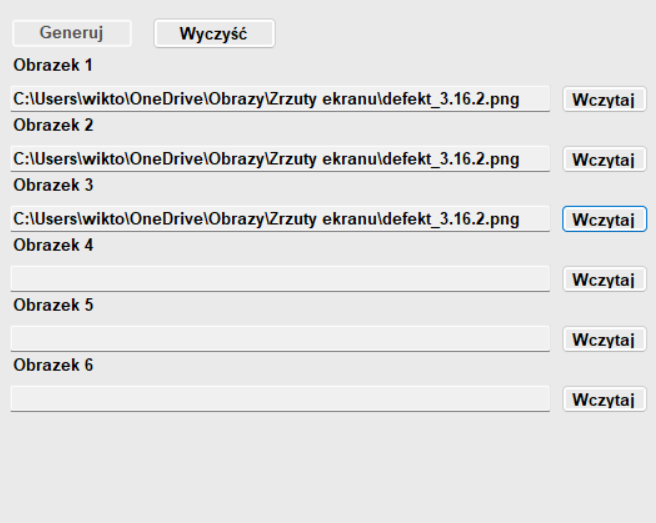 Generuj Wyczyść
Obrazek 1
C:\Users\wikto\OneDrive\Obrazy\Zrzuty ekranu\defekt_3.16.2.png Wczytaj
Obrazek 2
C:\Users\wikto\OneDrive\Obrazy\Zrzuty ekranu\defekt_3.16.2.png Wczytaj
Obrazek 3
C:\Users\wikto\OneDrive\Obrazy\Zrzuty ekranu\defekt_3.16.2.png Wczytaj
Obrazek 4
Wczytaj
Obrazek 5
Wczytaj
Obrazek 6
Wczytaj